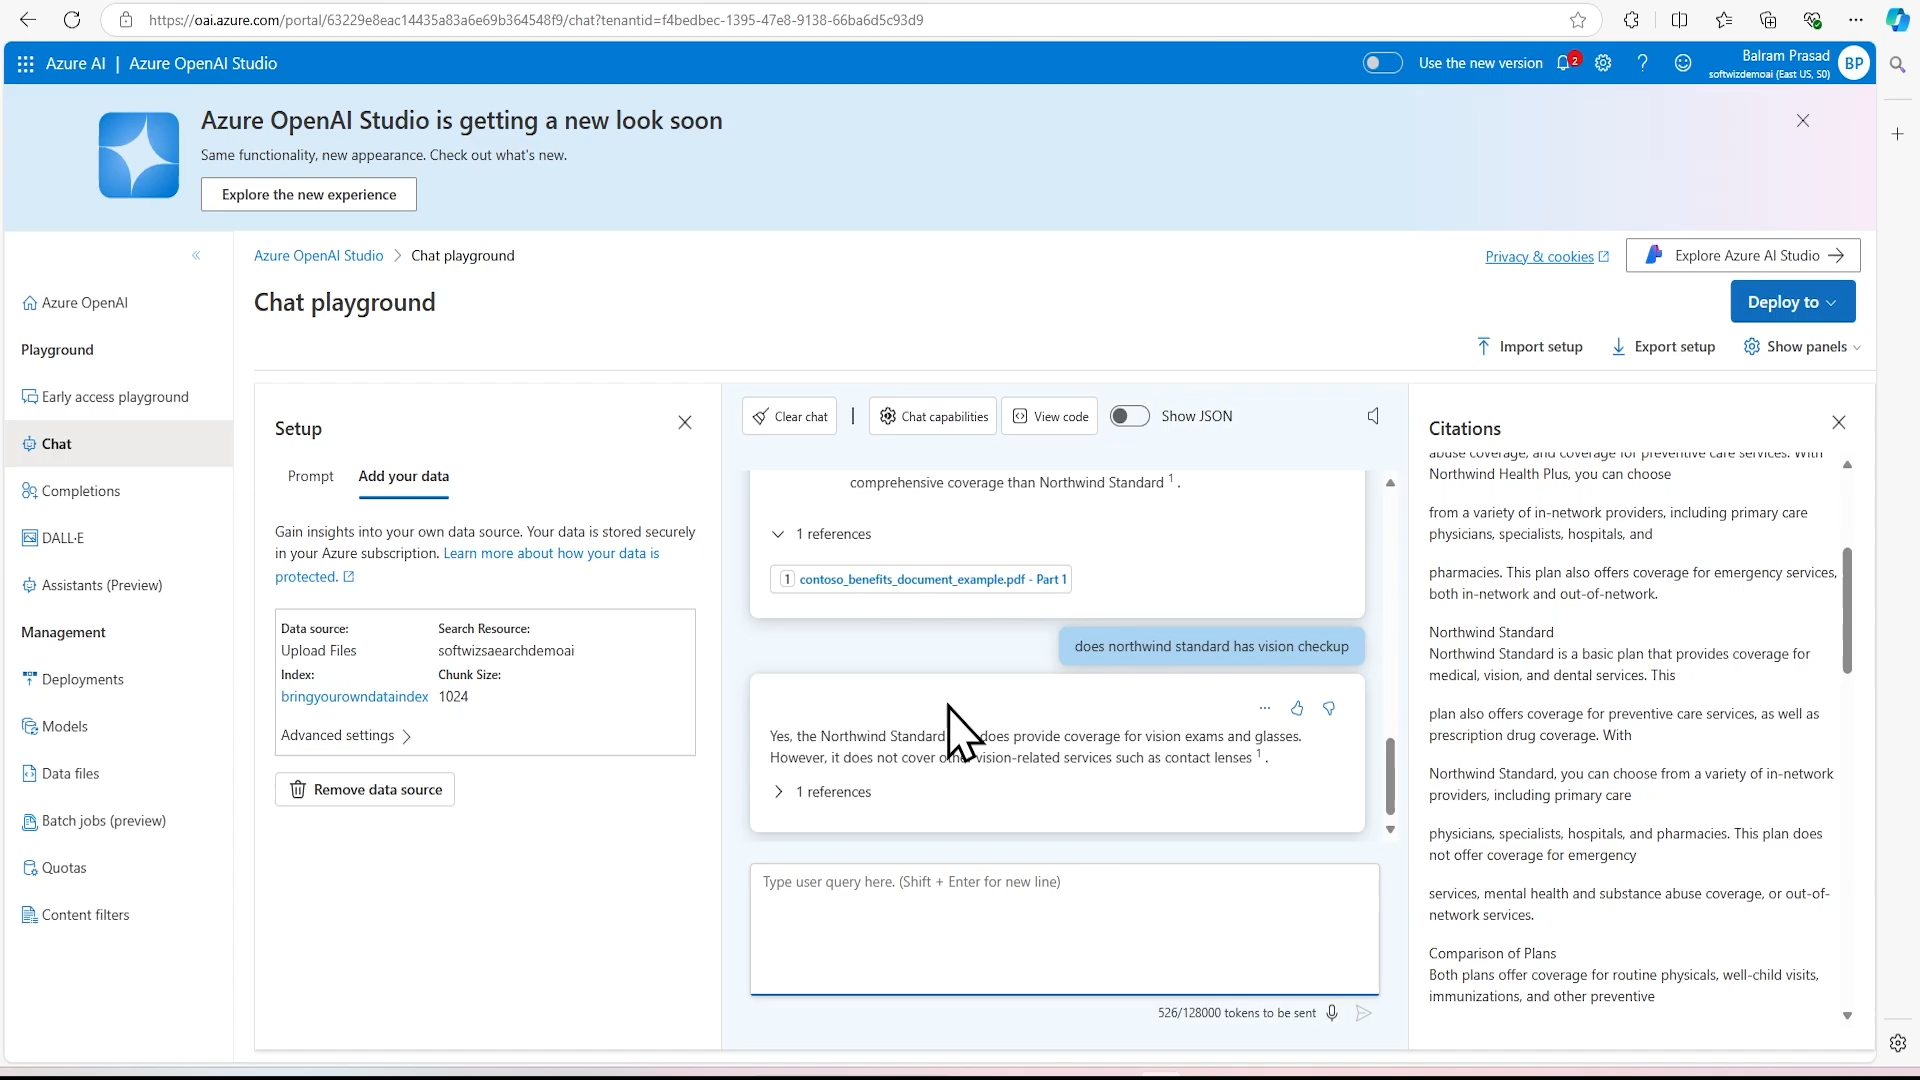 https://oai.azure.com/portal/63229e8eac14435a83a6e69b364548f9/chat?tenantid=f4bedbec-1395-47e8-9138-66ba6d5c93d9
Azure AI | Azure OpenAI Studio
Use the new version
2
Balram Prasad
softwizdemoai (East US, S0)
BP
Azure OpenAI Studio is getting a new look soon
Same functionality, new appearance. Check out what's new.
Explore the new experience
Azure OpenAI Studio > Chat playground
Privacy & cookies
Explore Azure AI Studio
Chat playground
Deploy to
Import setup
Export setup
Show panels
Azure OpenAI
Playground
Early access playground
Chat
Completions
DALL·E
Assistants (Preview)
Management
Deployments
Models
Data files
Batch jobs (preview)
Quotas
Content filters
Setup
Prompt
Add your data
Gain insights into your own data source. Your data is stored securely
in your Azure subscription. Learn more about how your data is
protected.
Data source:
Upload Files
Search Resource:
softwizsaearchdemoai
Index:
bringyourowndataindex
Chunk Size:
1024
Advanced settings
Remove data source
Clear chat
|
Chat capabilities
View code
Show JSON
comprehensive coverage than Northwind Standard 1 .
1 references
1 contoso_benefits_document_example.pdf - Part 1
does northwind standard has vision checkup
Yes, the Northwind Standard does provide coverage for vision exams and glasses.
However, it does not cover vision-related services such as contact lenses 1 .
1 references
Type user query here. (Shift + Enter for new line)
526/128000 tokens to be sent
Citations
abuse coverage, and coverage for preventive care services. With
Northwind Health Plus, you can choose
from a variety of in-network providers, including primary care
physicians, specialists, hospitals, and
pharmacies. This plan also offers coverage for emergency services,
both in-network and out-of-network.
Northwind Standard
Northwind Standard is a basic plan that provides coverage for
medical, vision, and dental services. This
plan also offers coverage for preventive care services, as well as
prescription drug coverage. With
Northwind Standard, you can choose from a variety of in-network
providers, including primary care
physicians, specialists, hospitals, and pharmacies. This plan does
not offer coverage for emergency
services, mental health and substance abuse coverage, or out-of-
network services.
Comparison of Plans
Both plans offer coverage for routine physicals, well-child visits,
immunizations, and other preventive